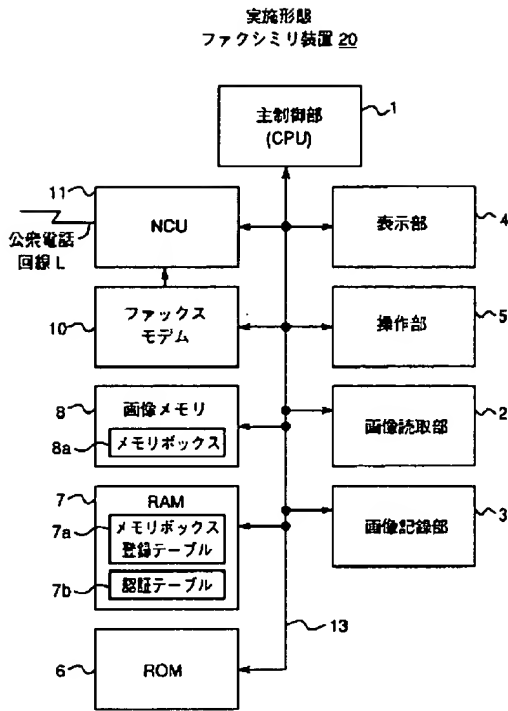 実施形態
ファクシミリ装置 20
主制御部
(CPU)
1
11
NCU
公衆電話
回線 L
表示部
4
ファックス
モデム
10
操作部
5
8
画像メモリ
8a
メモリボックス
画像読取部
2
7
RAM
7a
メモリボックス
登録テーブル
7b
認証テーブル
画像記録部
3
13
6
ROM